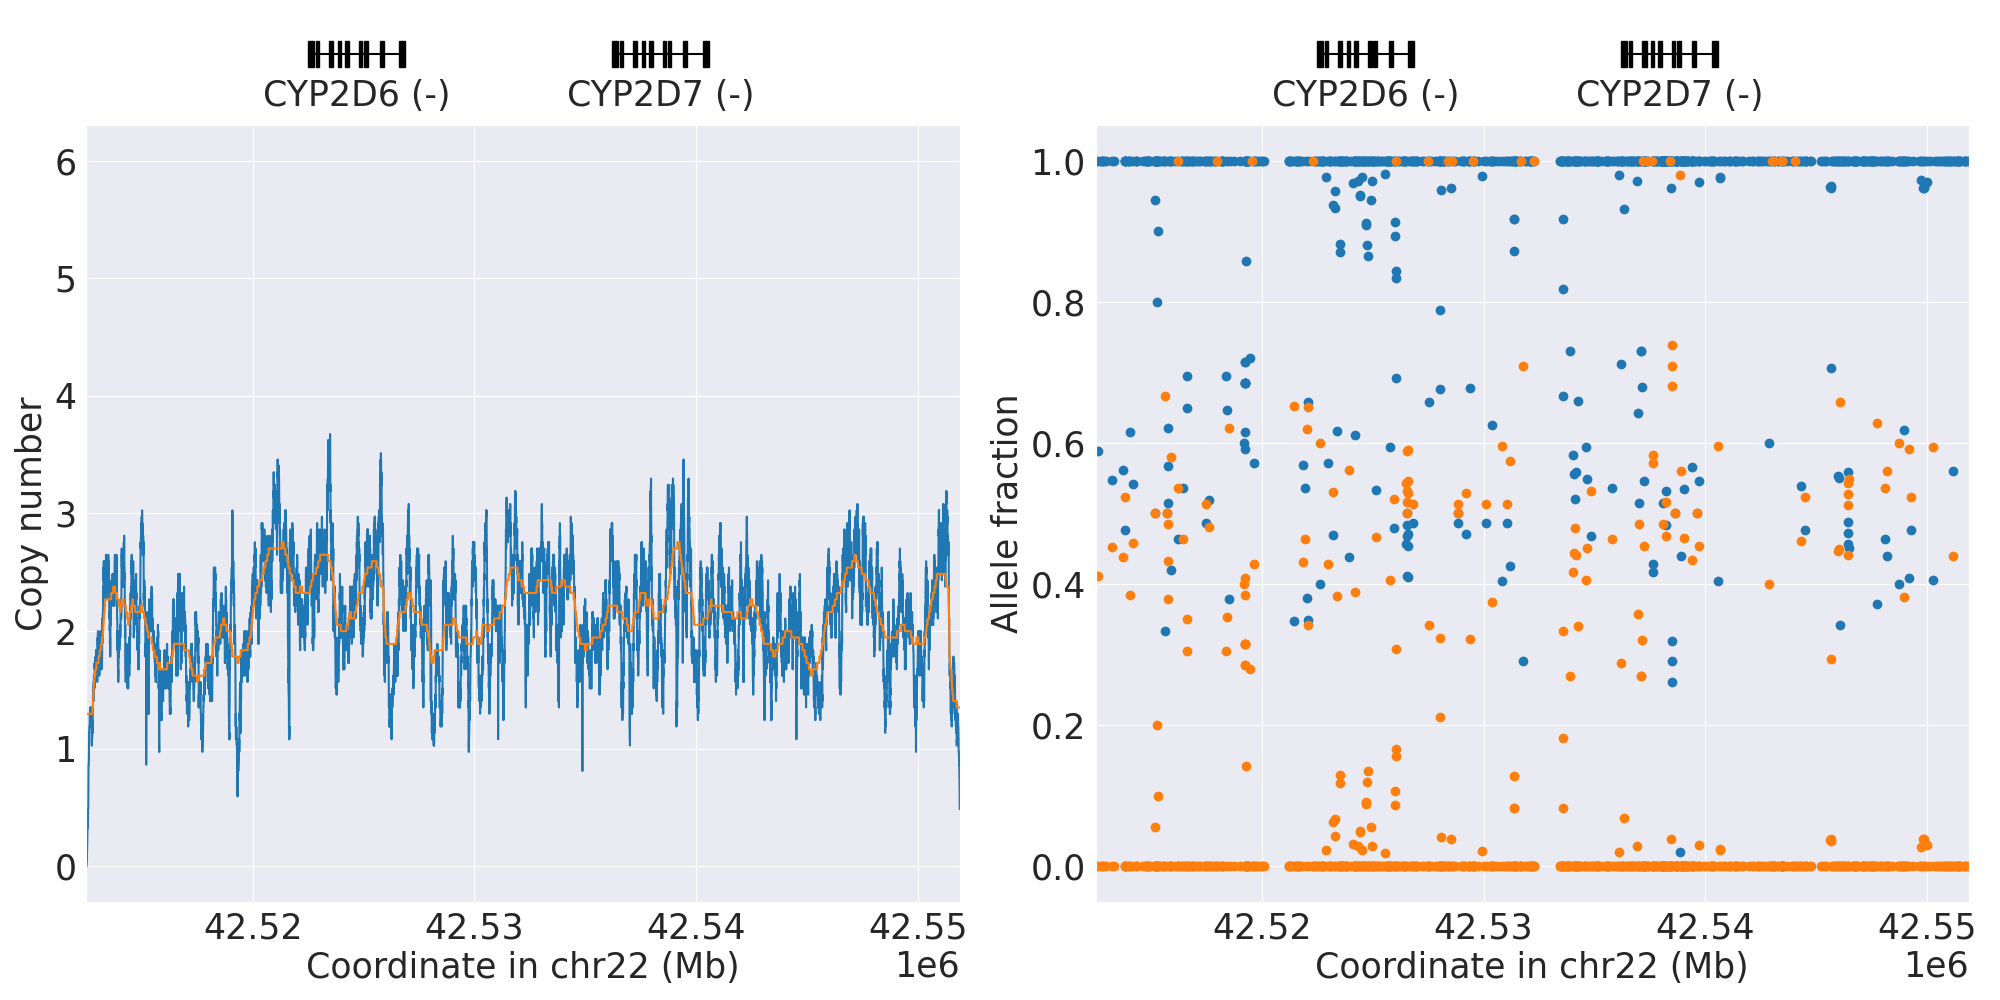 CYP2D6 (-) CYP2D7 (-)
Copy number
6
5
4
3
2
1
0
42.52 42.53 42.54 42.55
Coordinate in chr22 (Mb) 1e6
CYP2D6 (-) CYP2D7 (-)
Allele fraction
1.0
0.8
0.6
0.4
0.2
0.0
42.52 42.53 42.54 42.55
Coordinate in chr22 (Mb) 1e6